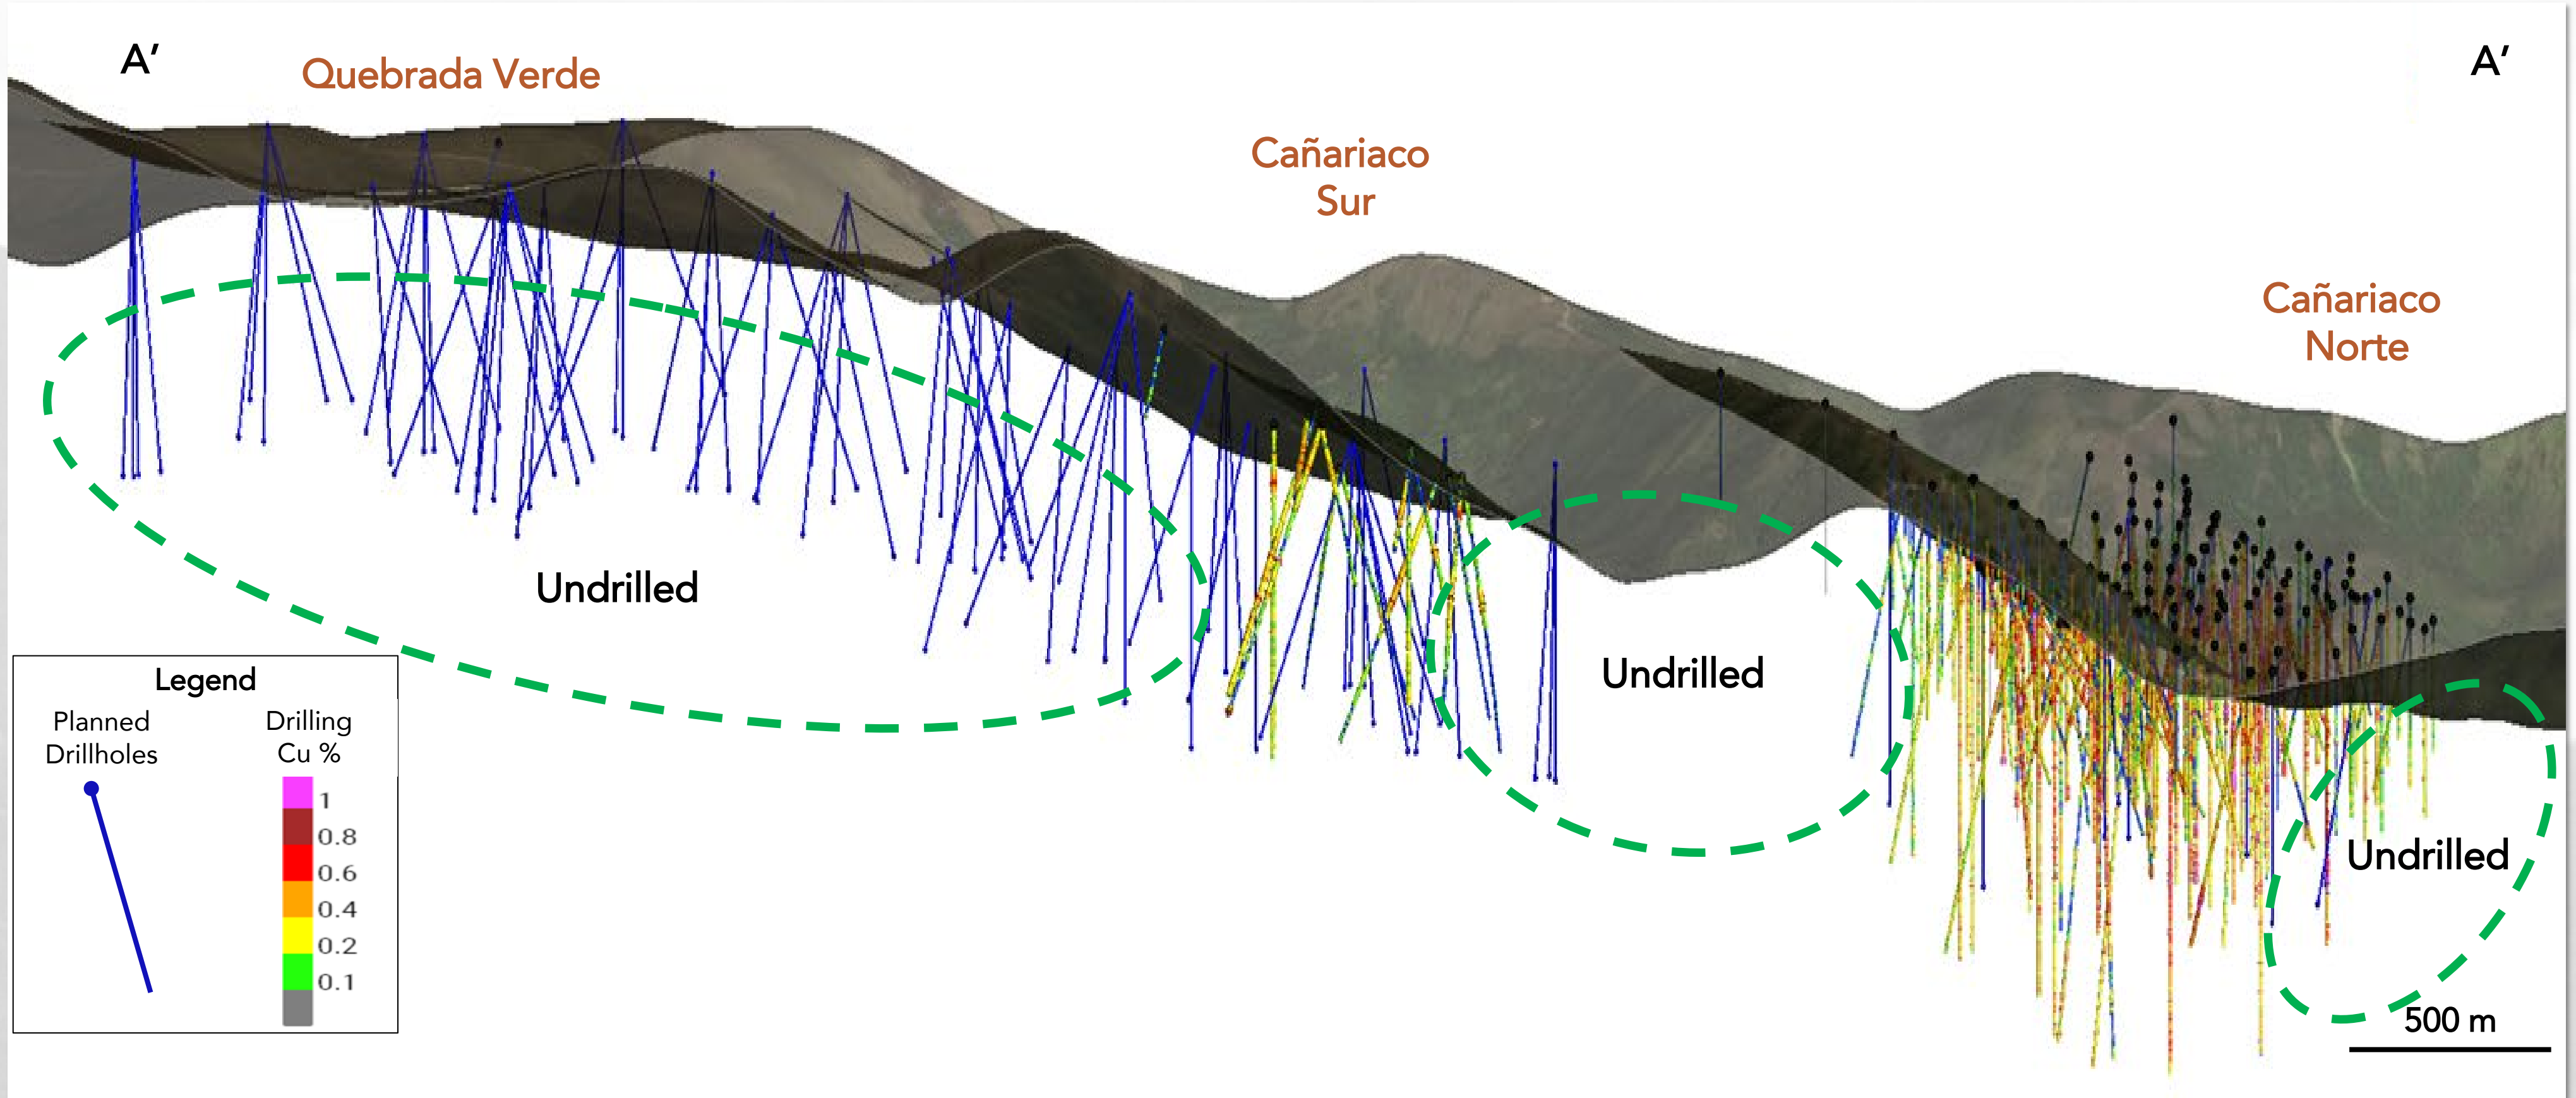 A′
A′
Quebrada Verde
Cañariaco
Sur
Cañariaco
Norte
Undrilled
Undrilled
Undrilled
Legend
Planned
Drillholes
Drilling
Cu %
1
0.8
0.6
0.4
0.2
0.1
500 m